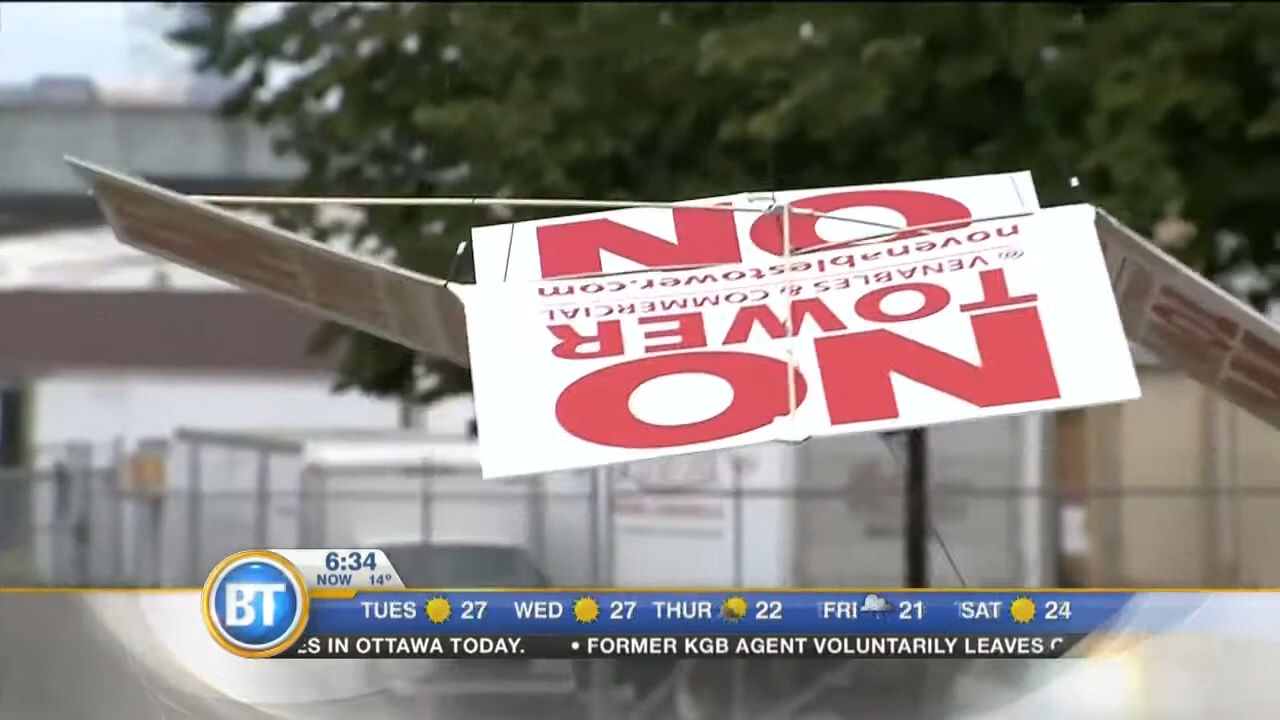 NO
novenablestower.com
@ VENABLES & COMMERCIAL
TOWER
NO
6:34
NOW 14°
BT
TUES 27 WED 27 THUR 22 FRI 21 SAT 24
IN OTTAWA TODAY. • FORMER KGB AGENT VOLUNTARILY LEAVES